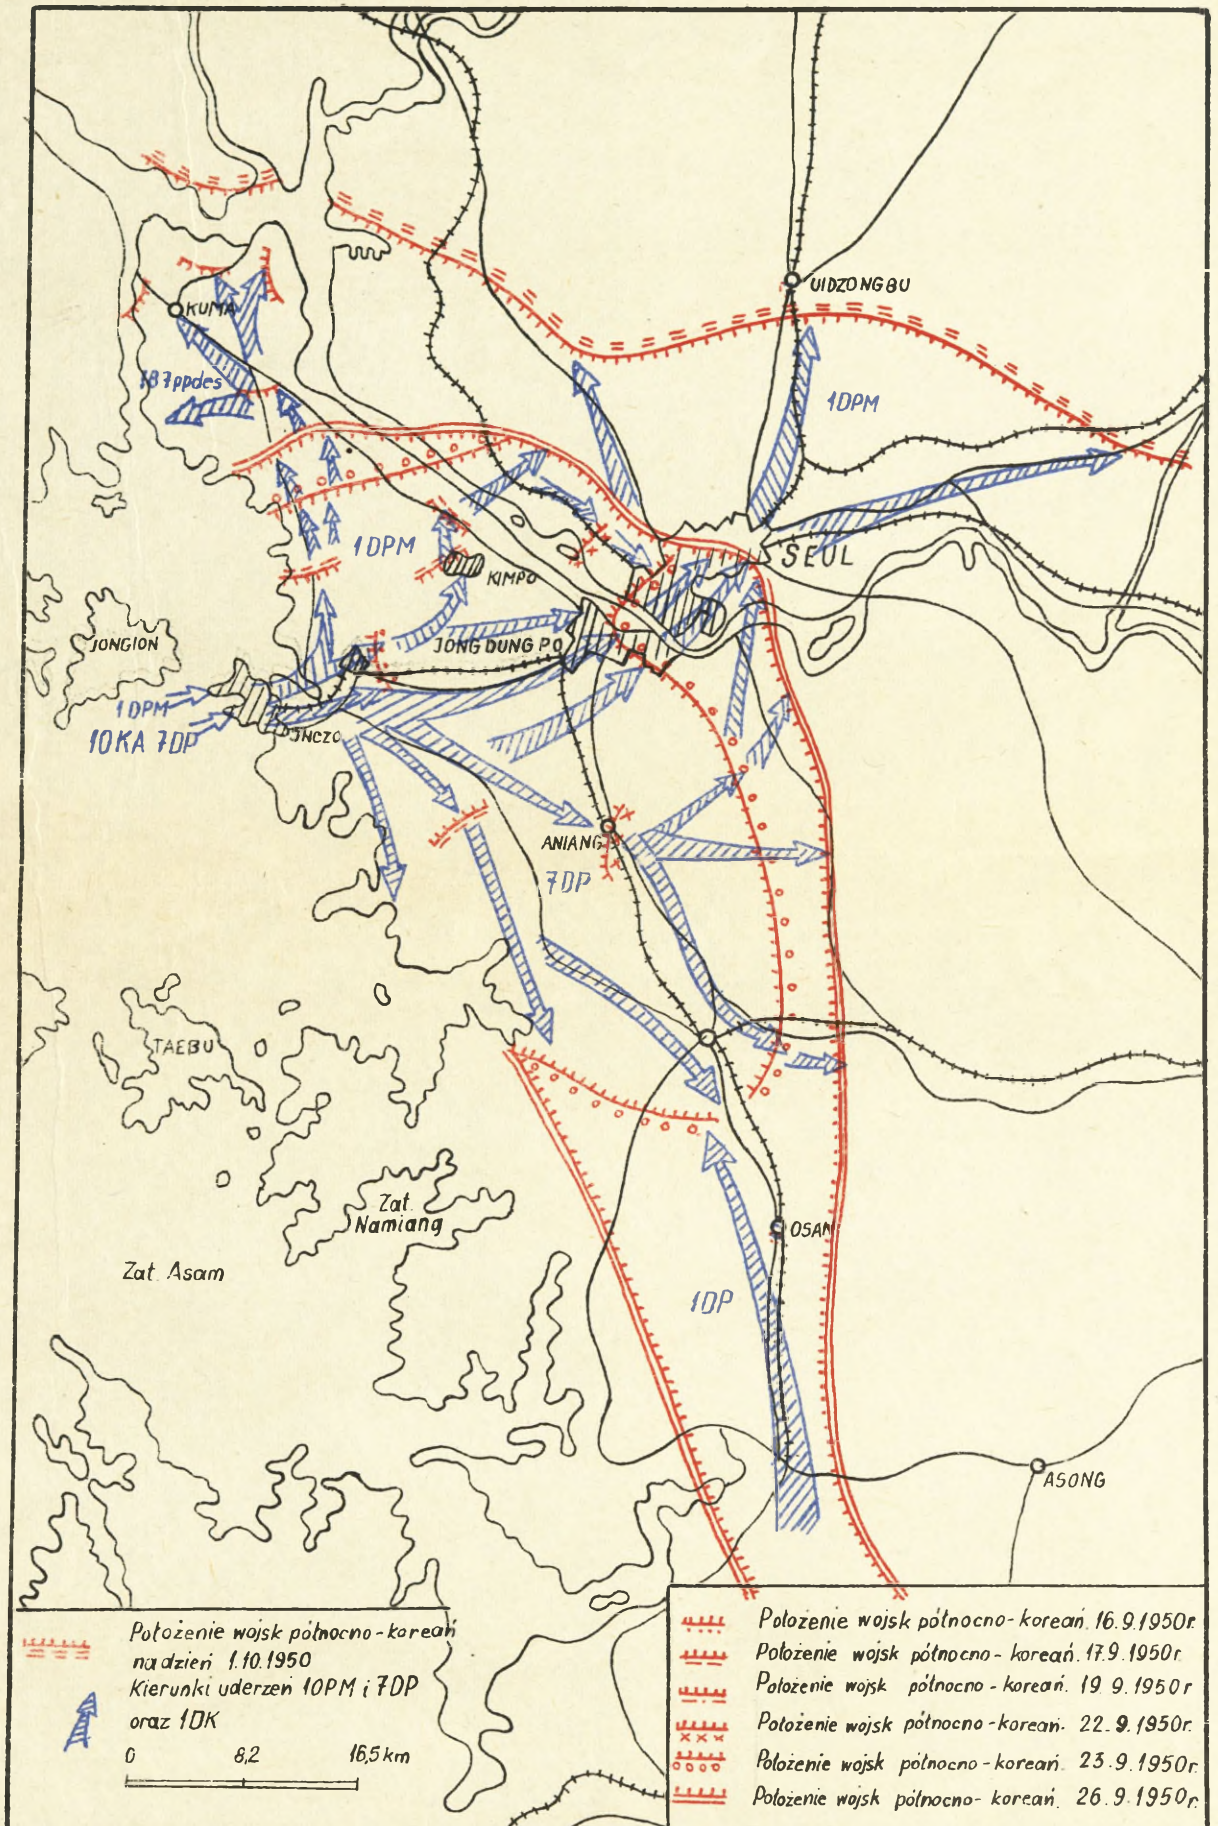 UIDZONGBU
KUMA
187ppdes
1DPM
1DPM
SEUL
KIMPO
JONGION
JONG DUNG PO
1DPM
10KA 7DP
JNCZO
ANIANG
7DP
TAEBU
Zat.
Namiang
OSAN
Zat. Asam
1DP
ASONG
Położenie wojsk północno-koreań
na dzień 1.10.1950
Kierunki uderzeń 10PM i 7DP
oraz 1DK
0 8,2 16,5 km
Położenie wojsk północno-koreań. 16.9.1950r.
Położenie wojsk północno-koreań. 17.9.1950r.
Położenie wojsk północno-koreań. 19.9.1950r
Położenie wojsk północno-koreań. 22.9.1950r.
Położenie wojsk północno-koreań. 23.9.1950r.
Położenie wojsk północno-koreań. 26.9.1950r.